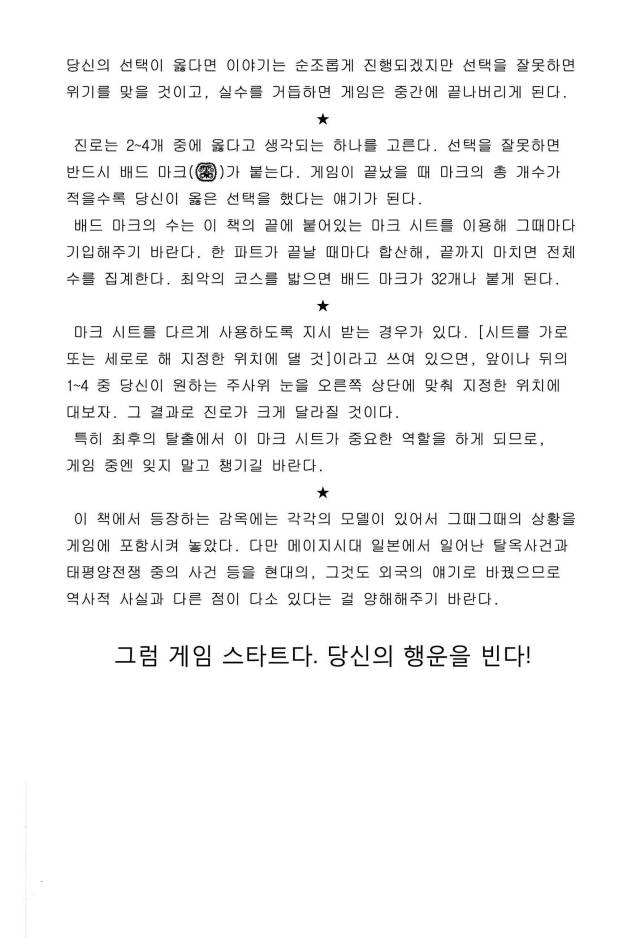 당신의 선택이 옳다면 이야기는 순조롭게 진행되겠지만 선택을 잘못하면
위기를 맞을 것이고, 실수를 거듭하면 게임은 중간에 끝나버리게 된다.
★
진로는 2~4개 중에 옳다고 생각되는 하나를 고른다. 선택을 잘못하면
반드시 배드 마크()가 붙는다. 게임이 끝났을 때 마크의 총 개수가
적을수록 당신이 옳은 선택을 했다는 얘기가 된다.
배드 마크의 수는 이 책의 끝에 붙어있는 마크 시트를 이용해 그때마다
기입해주기 바란다. 한 파트가 끝날 때마다 합산해, 끝까지 마치면 전체
수를 집계한다. 최악의 코스를 밟으면 배드 마크가 32개나 붙게 된다.
★
마크 시트를 다르게 사용하도록 지시 받는 경우가 있다. [시트를 가로
또는 세로로 해 지정한 위치에 댈 것]이라고 쓰여 있으면, 앞이나 뒤의
1~4 중 당신이 원하는 주사위 눈을 오른쪽 상단에 맞춰 지정한 위치에
대보자. 그 결과로 진로가 크게 달라질 것이다.
특히 최후의 탈출에서 이 마크 시트가 중요한 역할을 하게 되므로,
게임 중엔 잊지 말고 챙기길 바란다.
★
이 책에서 등장하는 감옥에는 각각의 모델이 있어서 그때그때의 상황을
게임에 포함시켜 놓았다. 다만 메이지시대 일본에서 일어난 탈옥사건과
태평양전쟁 중의 사건 등을 현대의, 그것도 외국의 얘기로 바꿨으므로
역사적 사실과 다른 점이 다소 있다는 걸 양해해주기 바란다.
그럼 게임 스타트다. 당신의 행운을 빈다!